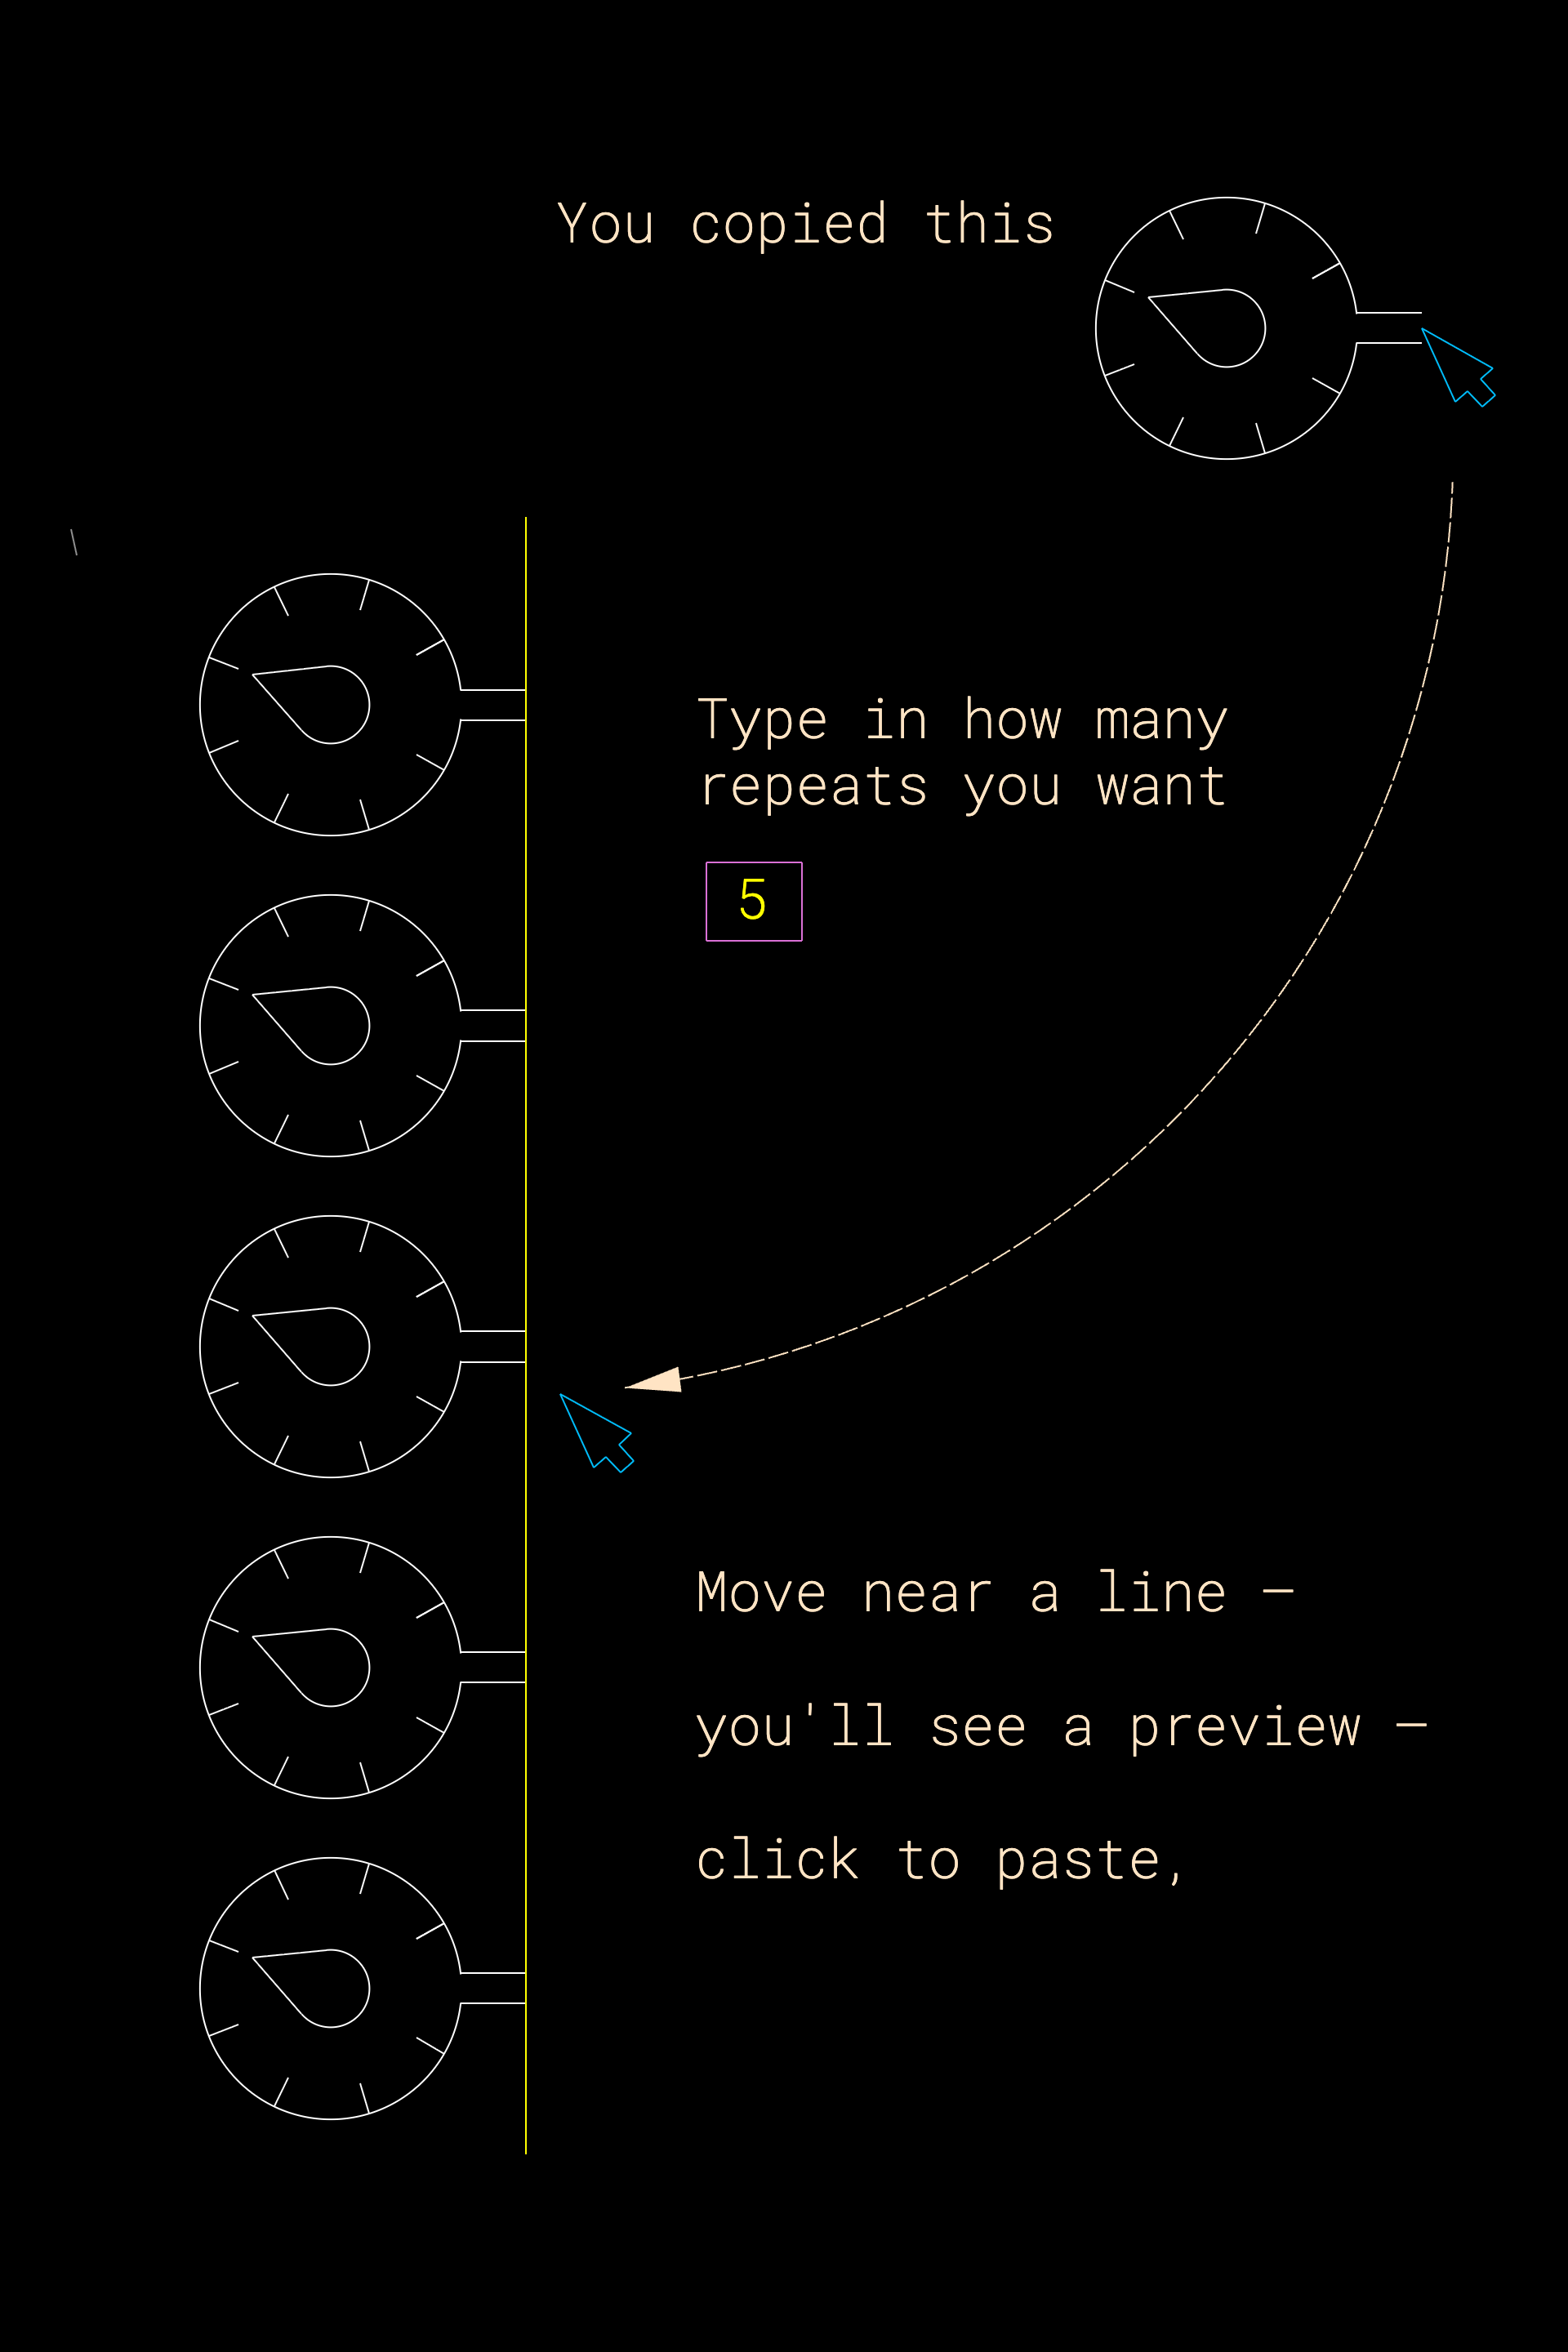 You copied this
Type in how many
repeats you want
5
Move near a line —
you'll see a preview —
click to paste,